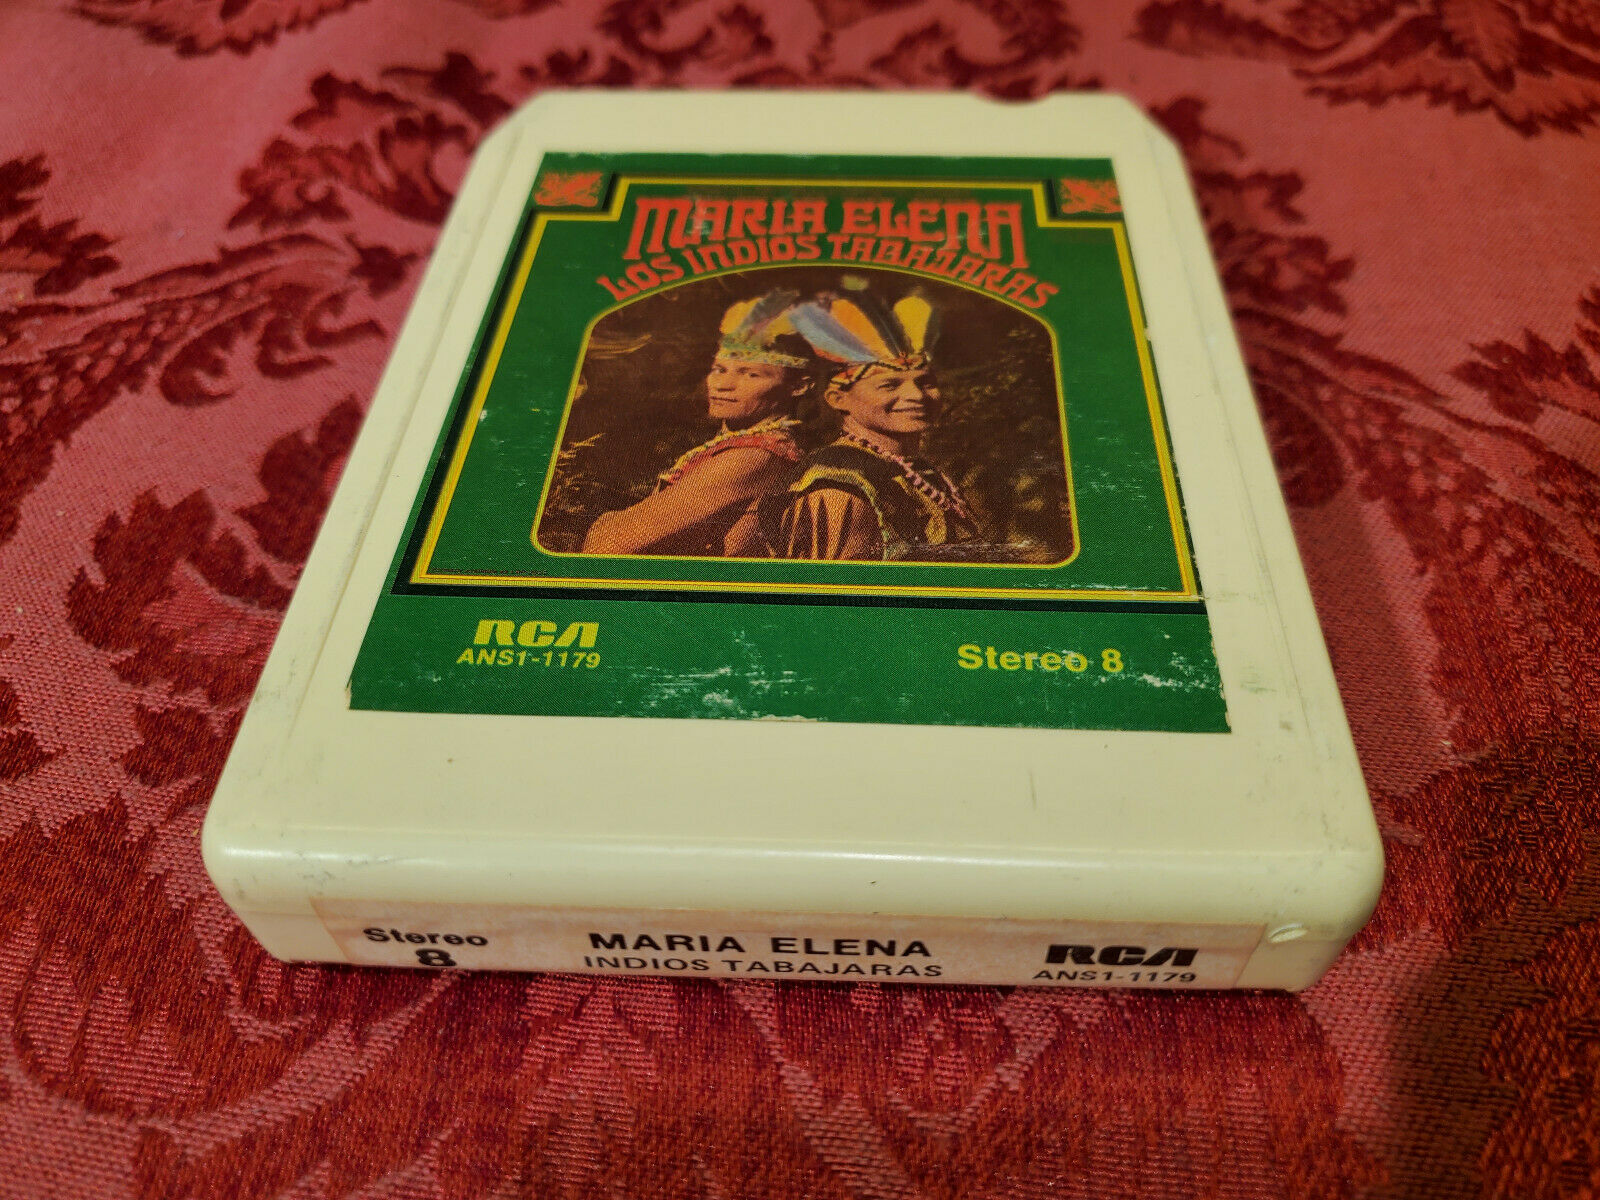 MARIA ELENA
LOS INDIOS TABAJARAS
RCA
ANS1-1179
Stereo 8
Stereo
8
MARIA ELENA
INDIOS TABAJARAS
RCA
ANS1-1179